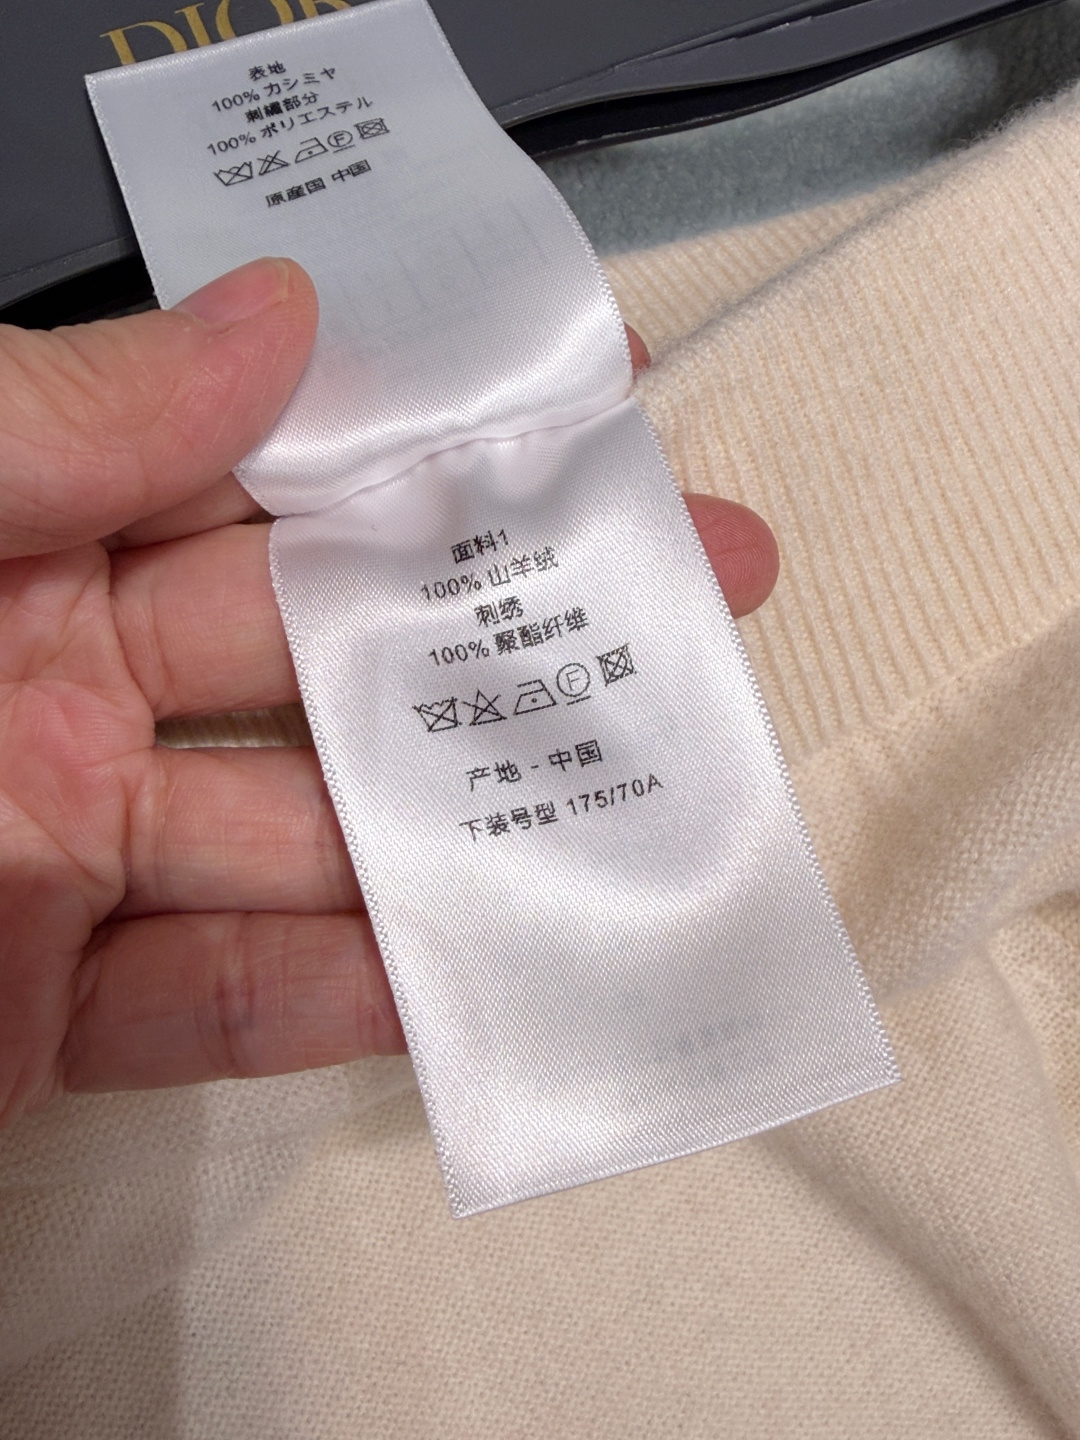 DIOR
表地
100% カシミヤ
刺繍部分
100% ポリエステル
F
原産国 中国
面料1
100% 山羊绒
刺绣
100% 聚酯纤维
F
产地 - 中国
下装号型 175/70A